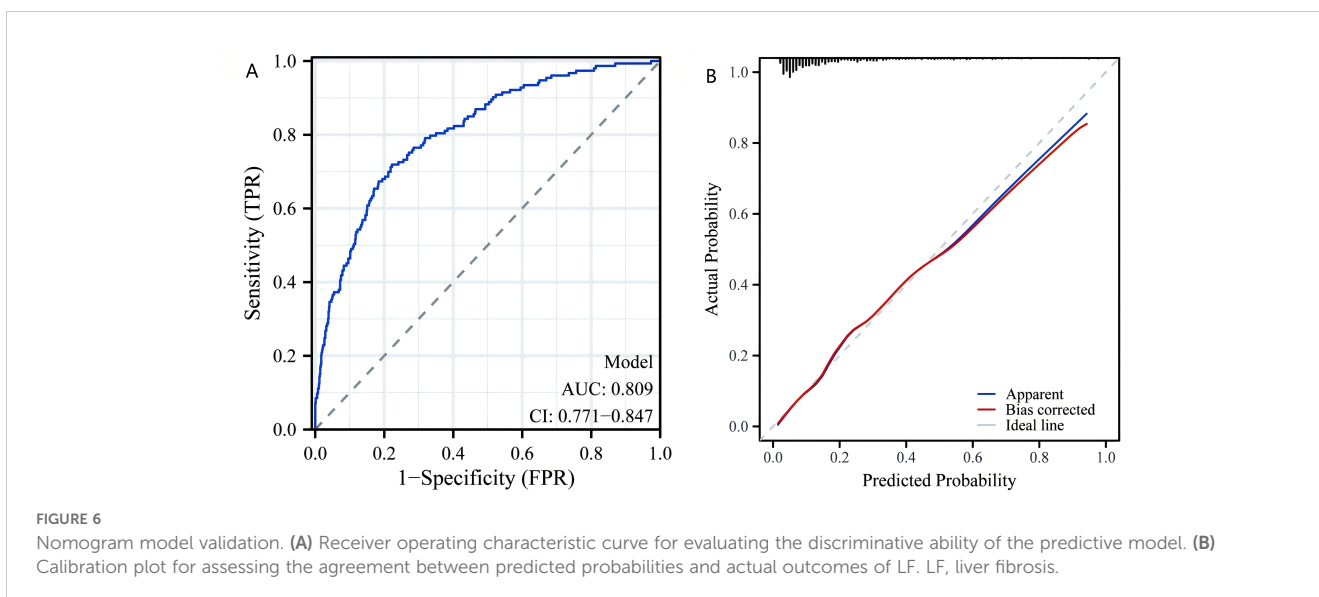 A
1.0
0.8
0.6
0.4
0.2
0.0
Sensitivity (TPR)
Model
AUC: 0.809
CI: 0.771−0.847
0.0 0.2 0.4 0.6 0.8 1.0
1−Specificity (FPR)
B
1.0
0.8
0.6
0.4
0.2
0.0
Actual Probability
Apparent
Bias corrected
Ideal line
0.0 0.2 0.4 0.6 0.8 1.0
Predicted Probability
FIGURE 6
Nomogram model validation. (A) Receiver operating characteristic curve for evaluating the discriminative ability of the predictive model. (B)
Calibration plot for assessing the agreement between predicted probabilities and actual outcomes of LF. LF, liver fibrosis.